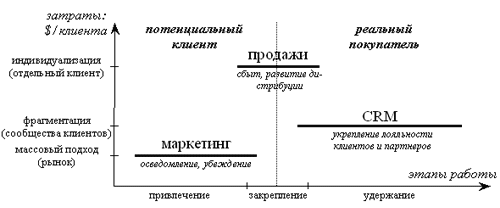 затраты:
$/клиента
потенциальный
клиент
реальный
покупатель
индивидуализация
(отдельный клиент)
продажи
сбыт, развитие ди-
стрибуции
фрагментация
(сообщества клиентов)
CRM
укрепление лояльности
клиентов и партнеров
массовый подход
(рынок)
маркетинг
осведомление, убеждение
этапы работы
привлечение
закрепление
удержание